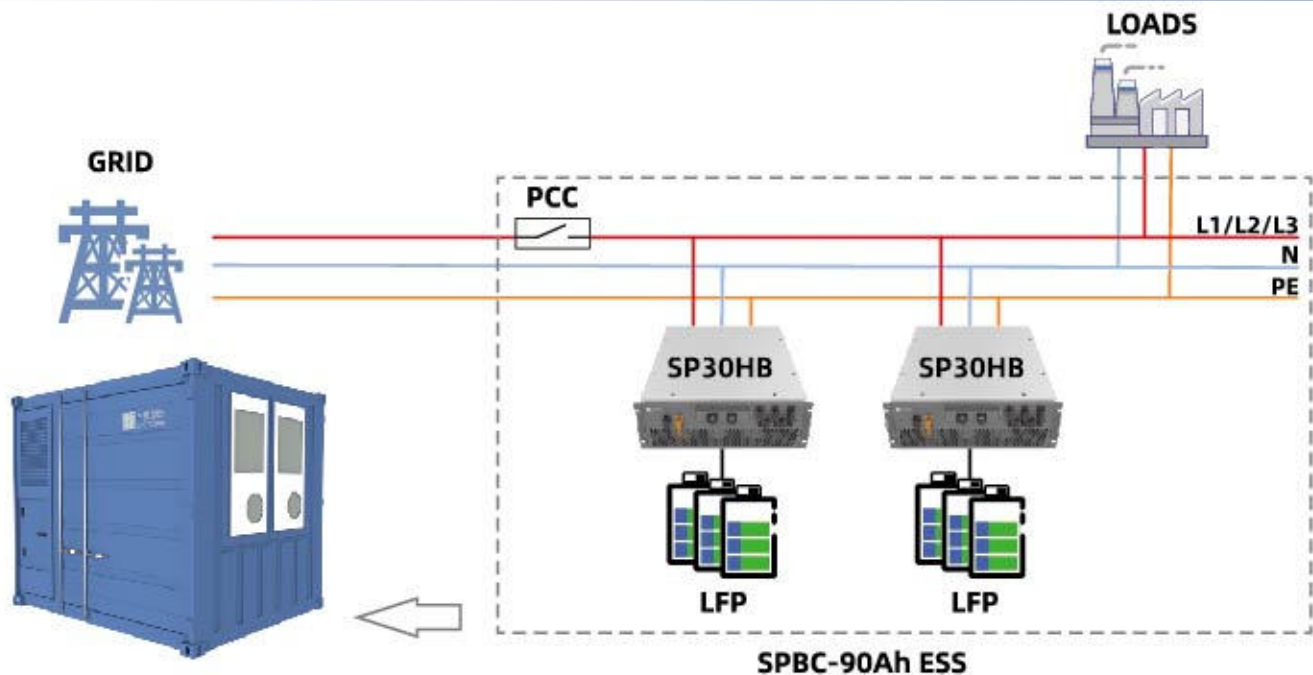 LOADS
GRID
PCC
L1/L2/L3
N
PE
SP30HB
SP30HB
LFP
LFP
SPBC-90Ah ESS